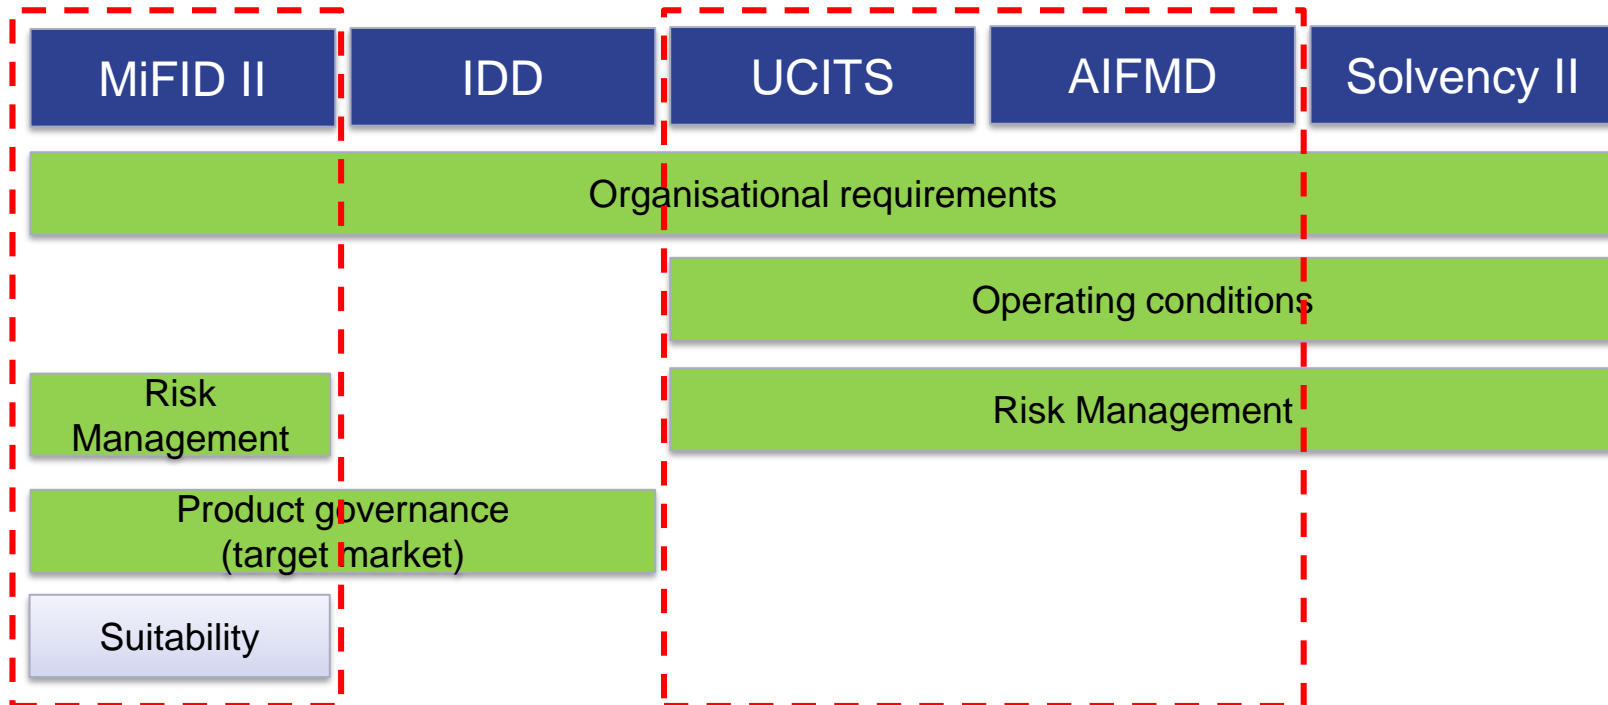 MiFID II
IDD
UCITS
AIFMD
Solvency II
Organisational requirements
Operating conditions
Risk
Management
Risk Management
Product governance
(target market)
Suitability